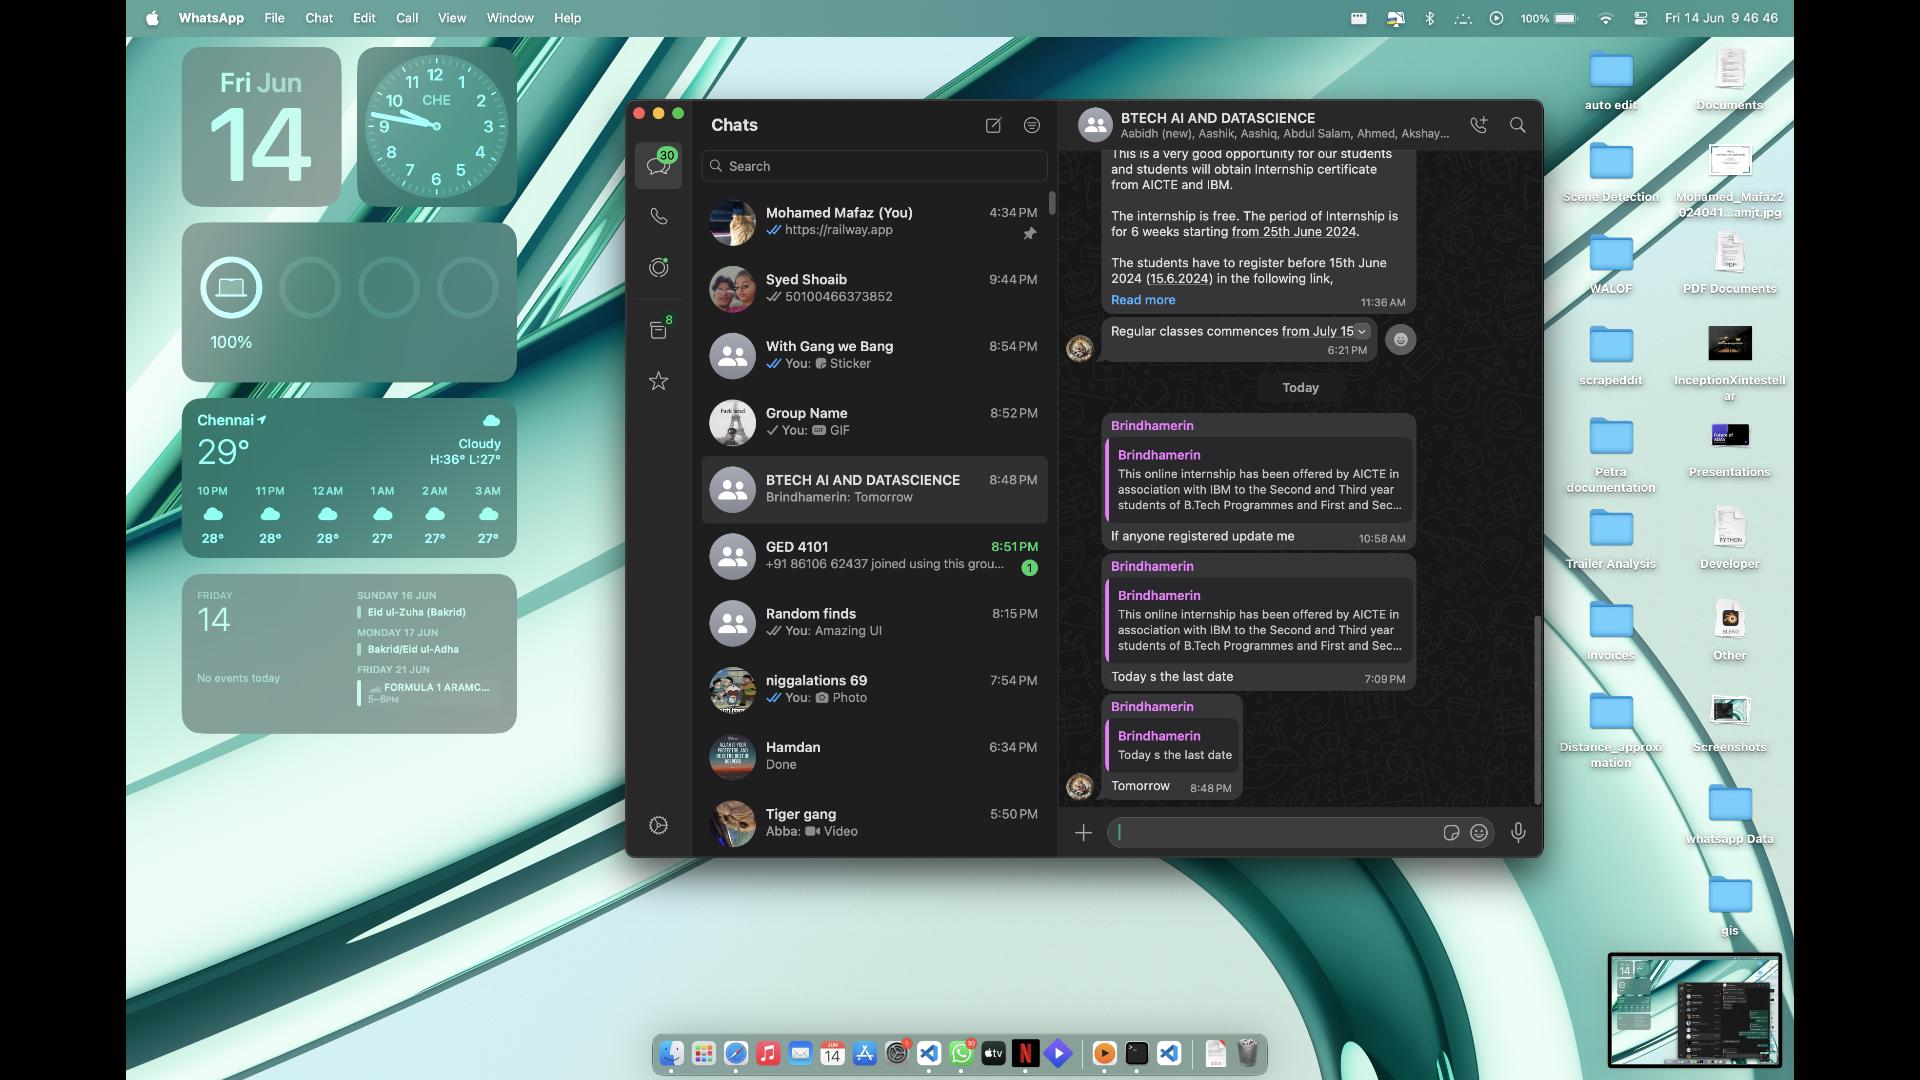 WhatsApp File Chat Edit Call View Window Help
100%
Fri 14 Jun 9 46 46
Fri Jun
14
12
11 1
10 CHE 2
9 3
8 4
7 6 5
100%
Chennai
29°
Cloudy
H:36° L:27°
10 PM 11 PM 12 AM 1 AM 2 AM 3 AM
28° 28° 28° 27° 27° 27°
FRIDAY
14
No events today
SUNDAY 16 JUN
Eid ul-Zuha (Bakrid)
MONDAY 17 JUN
Bakrid/Eid ul-Adha
FRIDAY 21 JUN
FORMULA 1 ARAMC...
5–6PM
30
8
Chats
Search
Mohamed Mafaz (You) 4:34 PM
https://railway.app
Syed Shoaib 9:44 PM
50100466373852
With Gang we Bang 8:54 PM
You: Sticker
Group Name 8:52 PM
You: GIF
BTECH AI AND DATASCIENCE 8:48 PM
Brindhamerin: Tomorrow
GED 4101 8:51 PM
+91 86106 62437 joined using this grou... 1
Random finds 8:15 PM
You: Amazing UI
niggalations 69 7:54 PM
You: Photo
Hamdan 6:34 PM
Done
Tiger gang 5:50 PM
Abba: Video
BTECH AI AND DATASCIENCE
Aabidh (new), Aashik, Aashiq, Abdul Salam, Ahmed, Akshay...
This is a very good opportunity for our students
and students will obtain Internship certificate
from AICTE and IBM.
The internship is free. The period of Internship is
for 6 weeks starting from 25th June 2024.
The students have to register before 15th June
2024 (15.6.2024) in the following link,
Read more 11:36 AM
Regular classes commences from July 15
6:21 PM
Today
Brindhamerin
Brindhamerin
This online internship has been offered by AICTE in
association with IBM to the Second and Third year
students of B.Tech Programmes and First and Sec...
If anyone registered update me 10:58 AM
Brindhamerin
Brindhamerin
This online internship has been offered by AICTE in
association with IBM to the Second and Third year
students of B.Tech Programmes and First and Sec...
Today s the last date 7:09 PM
Brindhamerin
Brindhamerin
Today s the last date
Tomorrow 8:48 PM
auto edit
Documents
Scene Detection
Mohamed_Mafaz2
024041...amjt.jpg
WALOF
PDF
PDF Documents
scrapeddit
InceptionXintestell
ar
Petra
documentation
Future of
ADAS
Presentations
Trailer Analysis
PYTHON
Developer
Invoices
BLEND
Other
Distance_approxi
mation
Screenshots
whatsapp Data
gis
JUN
14
1
30
tv
N
DOCX